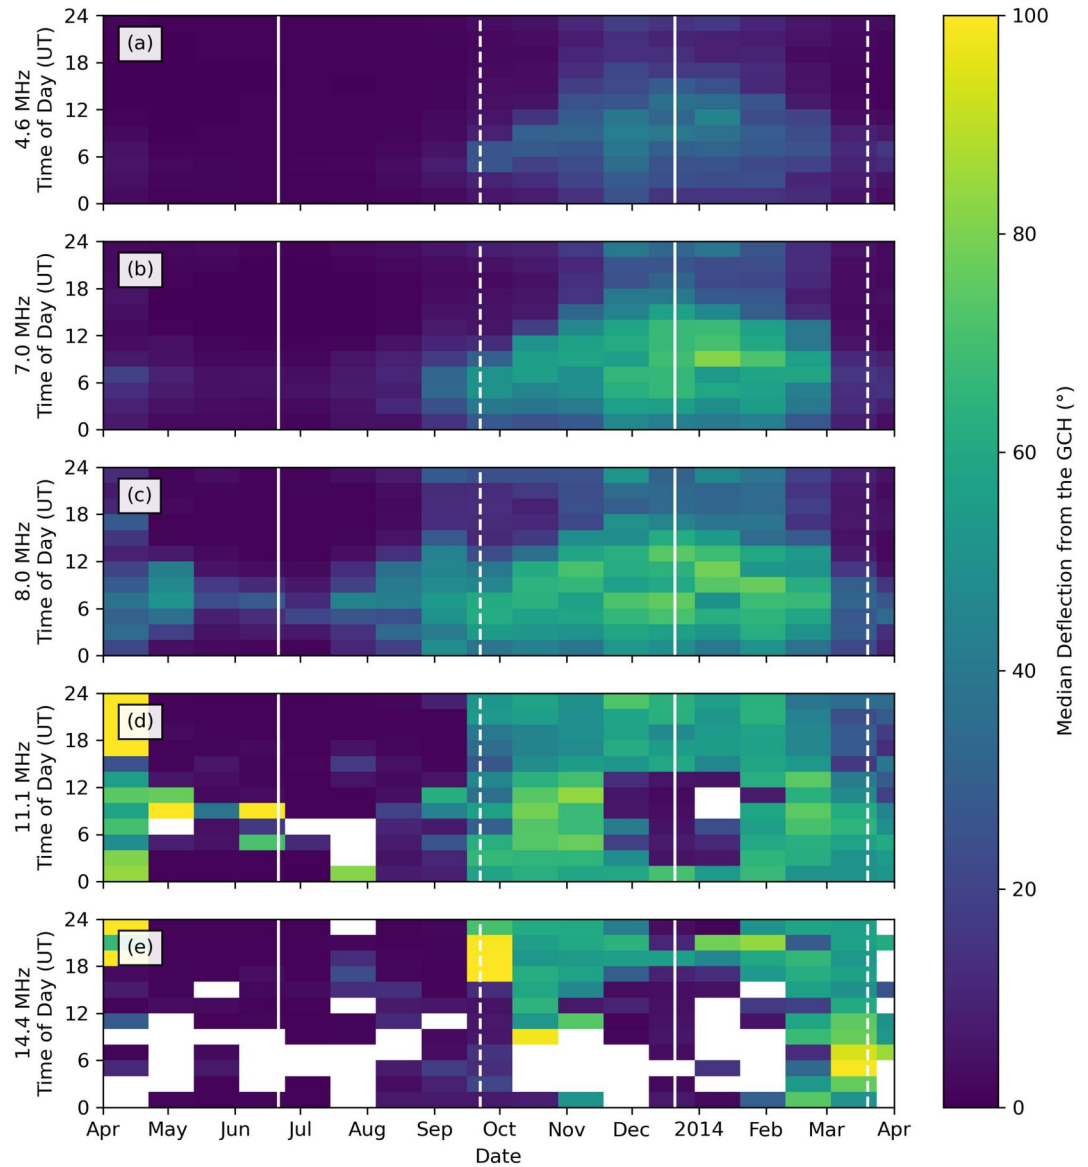 24
18
12
6
0
4.6 MHz
Time of Day (UT)
(a)
24
18
12
6
0
7.0 MHz
Time of Day (UT)
(b)
24
18
12
6
0
8.0 MHz
Time of Day (UT)
(c)
24
18
12
6
0
11.1 MHz
Time of Day (UT)
(d)
24
18
12
6
0
14.4 MHz
Time of Day (UT)
(e)
Apr May Jun Jul Aug Sep Oct Nov Dec 2014 Feb Mar Apr
Date
100
80
60
40
20
0
Median Deflection from the GCH (°)